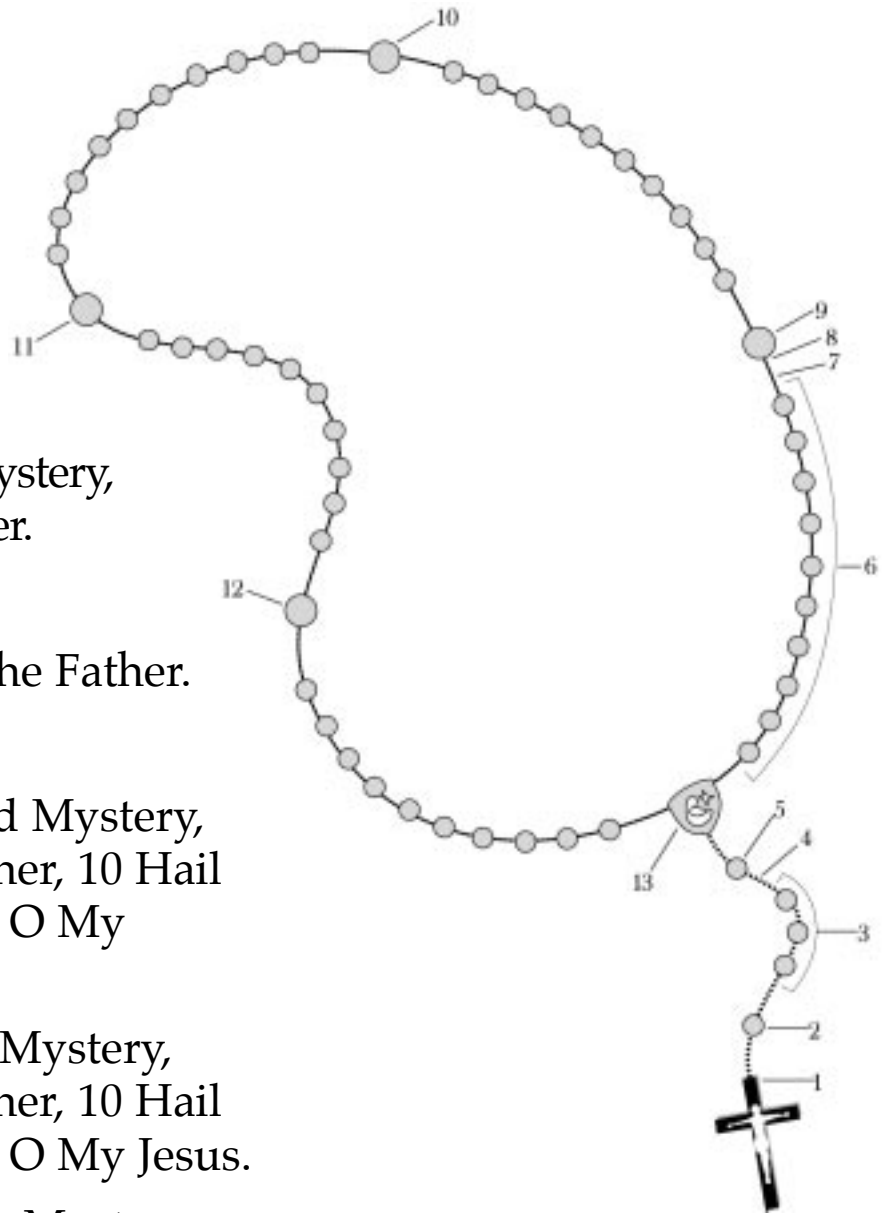 10
9
8
7
11
ystery,
er.
6
12
he Father.
d Mystery,
5
4
her, 10 Hail
13
O My
3
Mystery,
2
her, 10 Hail
1
O My Jesus.